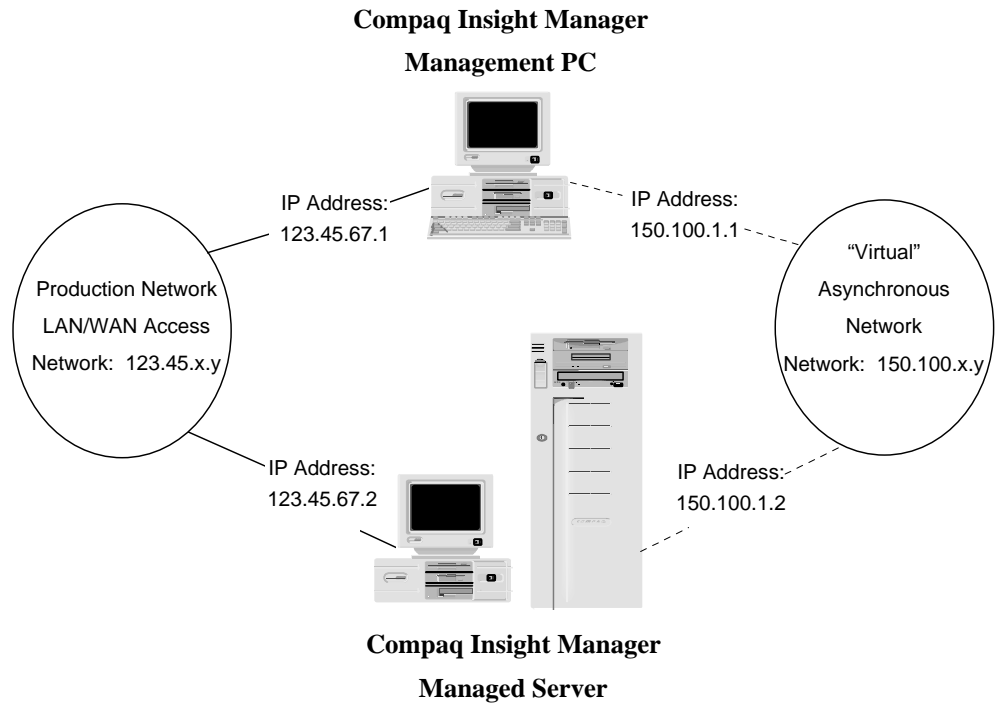 Compaq Insight Manager
Management PC
IP Address:
123.45.67.1
IP Address:
150.100.1.1
Production Network
LAN/WAN Access
Network: 123.45.x.y
“Virtual”
Asynchronous
Network
Network: 150.100.x.y
IP Address:
123.45.67.2
IP Address:
150.100.1.2
Compaq Insight Manager
Managed Server